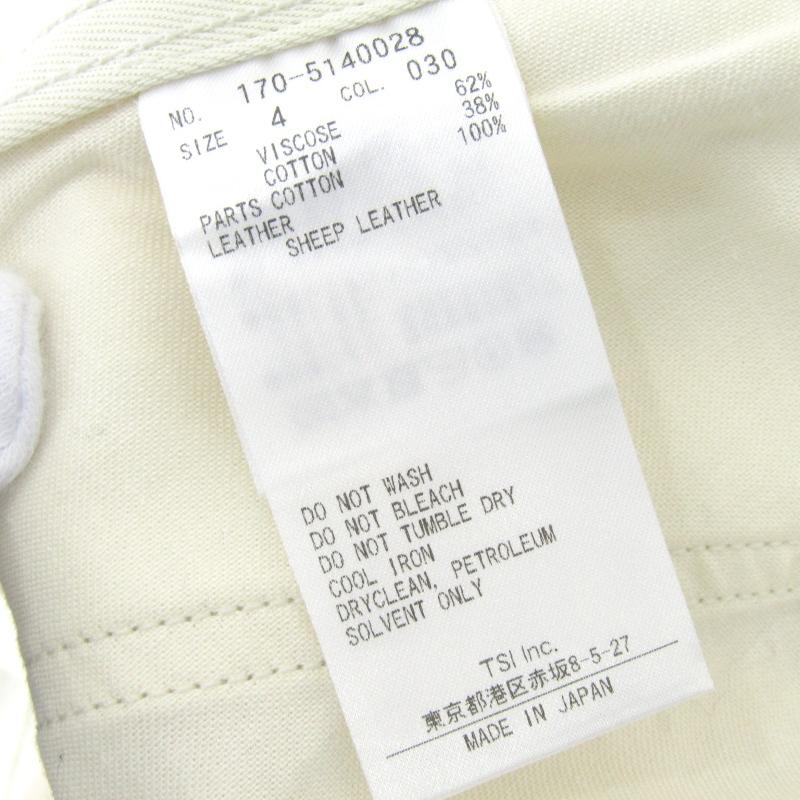 NO. 170-5140028
SIZE 4 COL. 030
VISCOSE 62%
COTTON 38%
PARTS COTTON 100%
LEATHER
SHEEP LEATHER
DO NOT WASH
DO NOT BLEACH
DO NOT TUMBLE DRY
COOL IRON
DRYCLEAN, PETROLEUM
SOLVENT ONLY
TSI Inc.
東京都港区赤坂8-5-27
MADE IN JAPAN